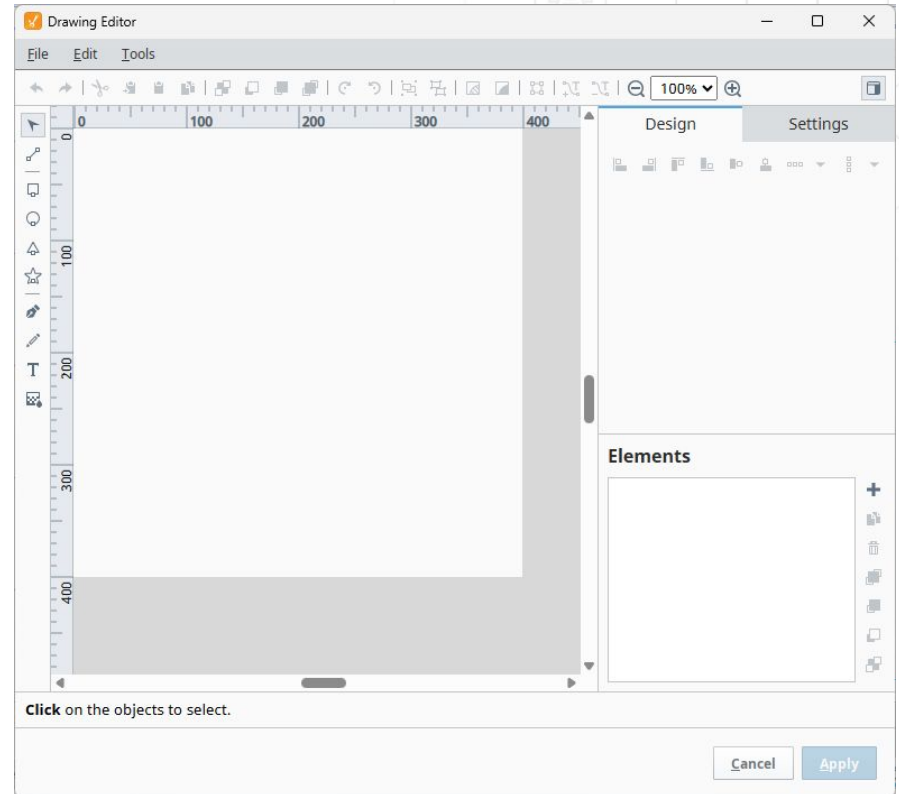 Drawing Editor
File Edit Tools
100%
0 100 200 300 400
Design Settings
0
100
200
300
400
T
Elements
Click on the objects to select.
Cancel Apply